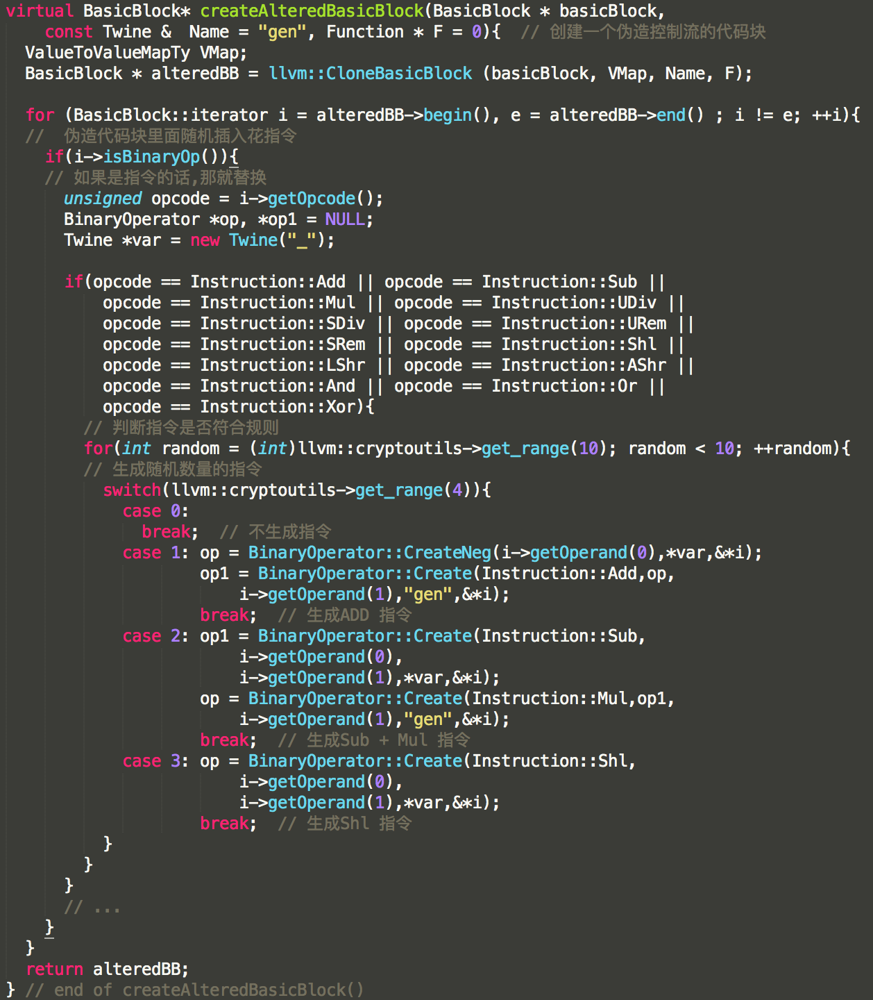 virtual BasicBlock* createAlteredBasicBlock(BasicBlock * basicBlock,
    const Twine &  Name = "gen", Function * F = 0){  // 创建一个伪造控制流的代码块
  ValueToValueMapTy VMap;
  BasicBlock * alteredBB = llvm::CloneBasicBlock (basicBlock, VMap, Name, F);

  for (BasicBlock::iterator i = alteredBB->begin(), e = alteredBB->end() ; i != e; ++i){
  //  伪造代码块里面随机插入花指令
    if(i->isBinaryOp()){
    // 如果是指令的话,那就替换
      unsigned opcode = i->getOpcode();
      BinaryOperator *op, *op1 = NULL;
      Twine *var = new Twine("_");

      if(opcode == Instruction::Add || opcode == Instruction::Sub ||
          opcode == Instruction::Mul || opcode == Instruction::UDiv ||
          opcode == Instruction::SDiv || opcode == Instruction::URem ||
          opcode == Instruction::SRem || opcode == Instruction::Shl ||
          opcode == Instruction::LShr || opcode == Instruction::AShr ||
          opcode == Instruction::And || opcode == Instruction::Or ||
          opcode == Instruction::Xor){
        // 判断指令是否符合规则
        for(int random = (int)llvm::cryptoutils->get_range(10); random < 10; ++random){
        // 生成随机数量的指令
          switch(llvm::cryptoutils->get_range(4)){
            case 0:
              break;  // 不生成指令
            case 1: op = BinaryOperator::CreateNeg(i->getOperand(0),*var,&*i);
                    op1 = BinaryOperator::Create(Instruction::Add,op,
                        i->getOperand(1),"gen",&*i);
                    break;  // 生成ADD 指令
            case 2: op1 = BinaryOperator::Create(Instruction::Sub,
                        i->getOperand(0),
                        i->getOperand(1),*var,&*i);
                    op = BinaryOperator::Create(Instruction::Mul,op1,
                        i->getOperand(1),"gen",&*i);
                    break;  // 生成Sub + Mul 指令
            case 3: op = BinaryOperator::Create(Instruction::Shl,
                        i->getOperand(0),
                        i->getOperand(1),*var,&*i);
                    break;  // 生成Shl 指令
          }
        }
      }
      // ...
    }
  }
  return alteredBB;
} // end of createAlteredBasicBlock()